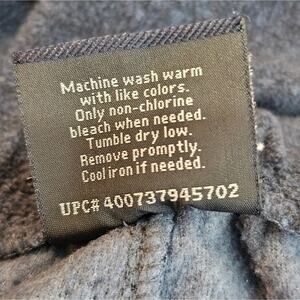 Machine wash warm
with like colors.
Only non-chlorine
bleach when needed.
Tumble dry low.
Remove promptly.
Cool iron if needed.
UPC# 400737945702